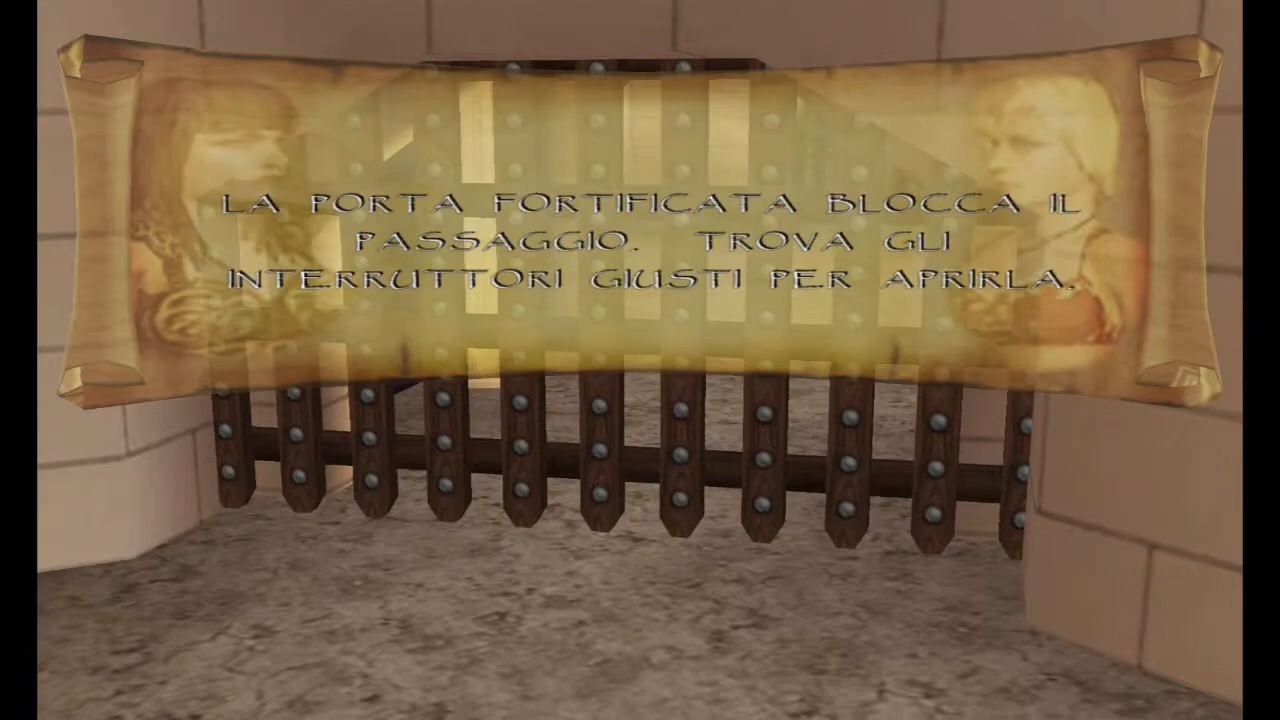 LA PORTA FORTIFICATA BLOCCA IL
PASSAGGIO. TROVA GLI
INTERRUTTORI GIUSTI PER APRIRLA.